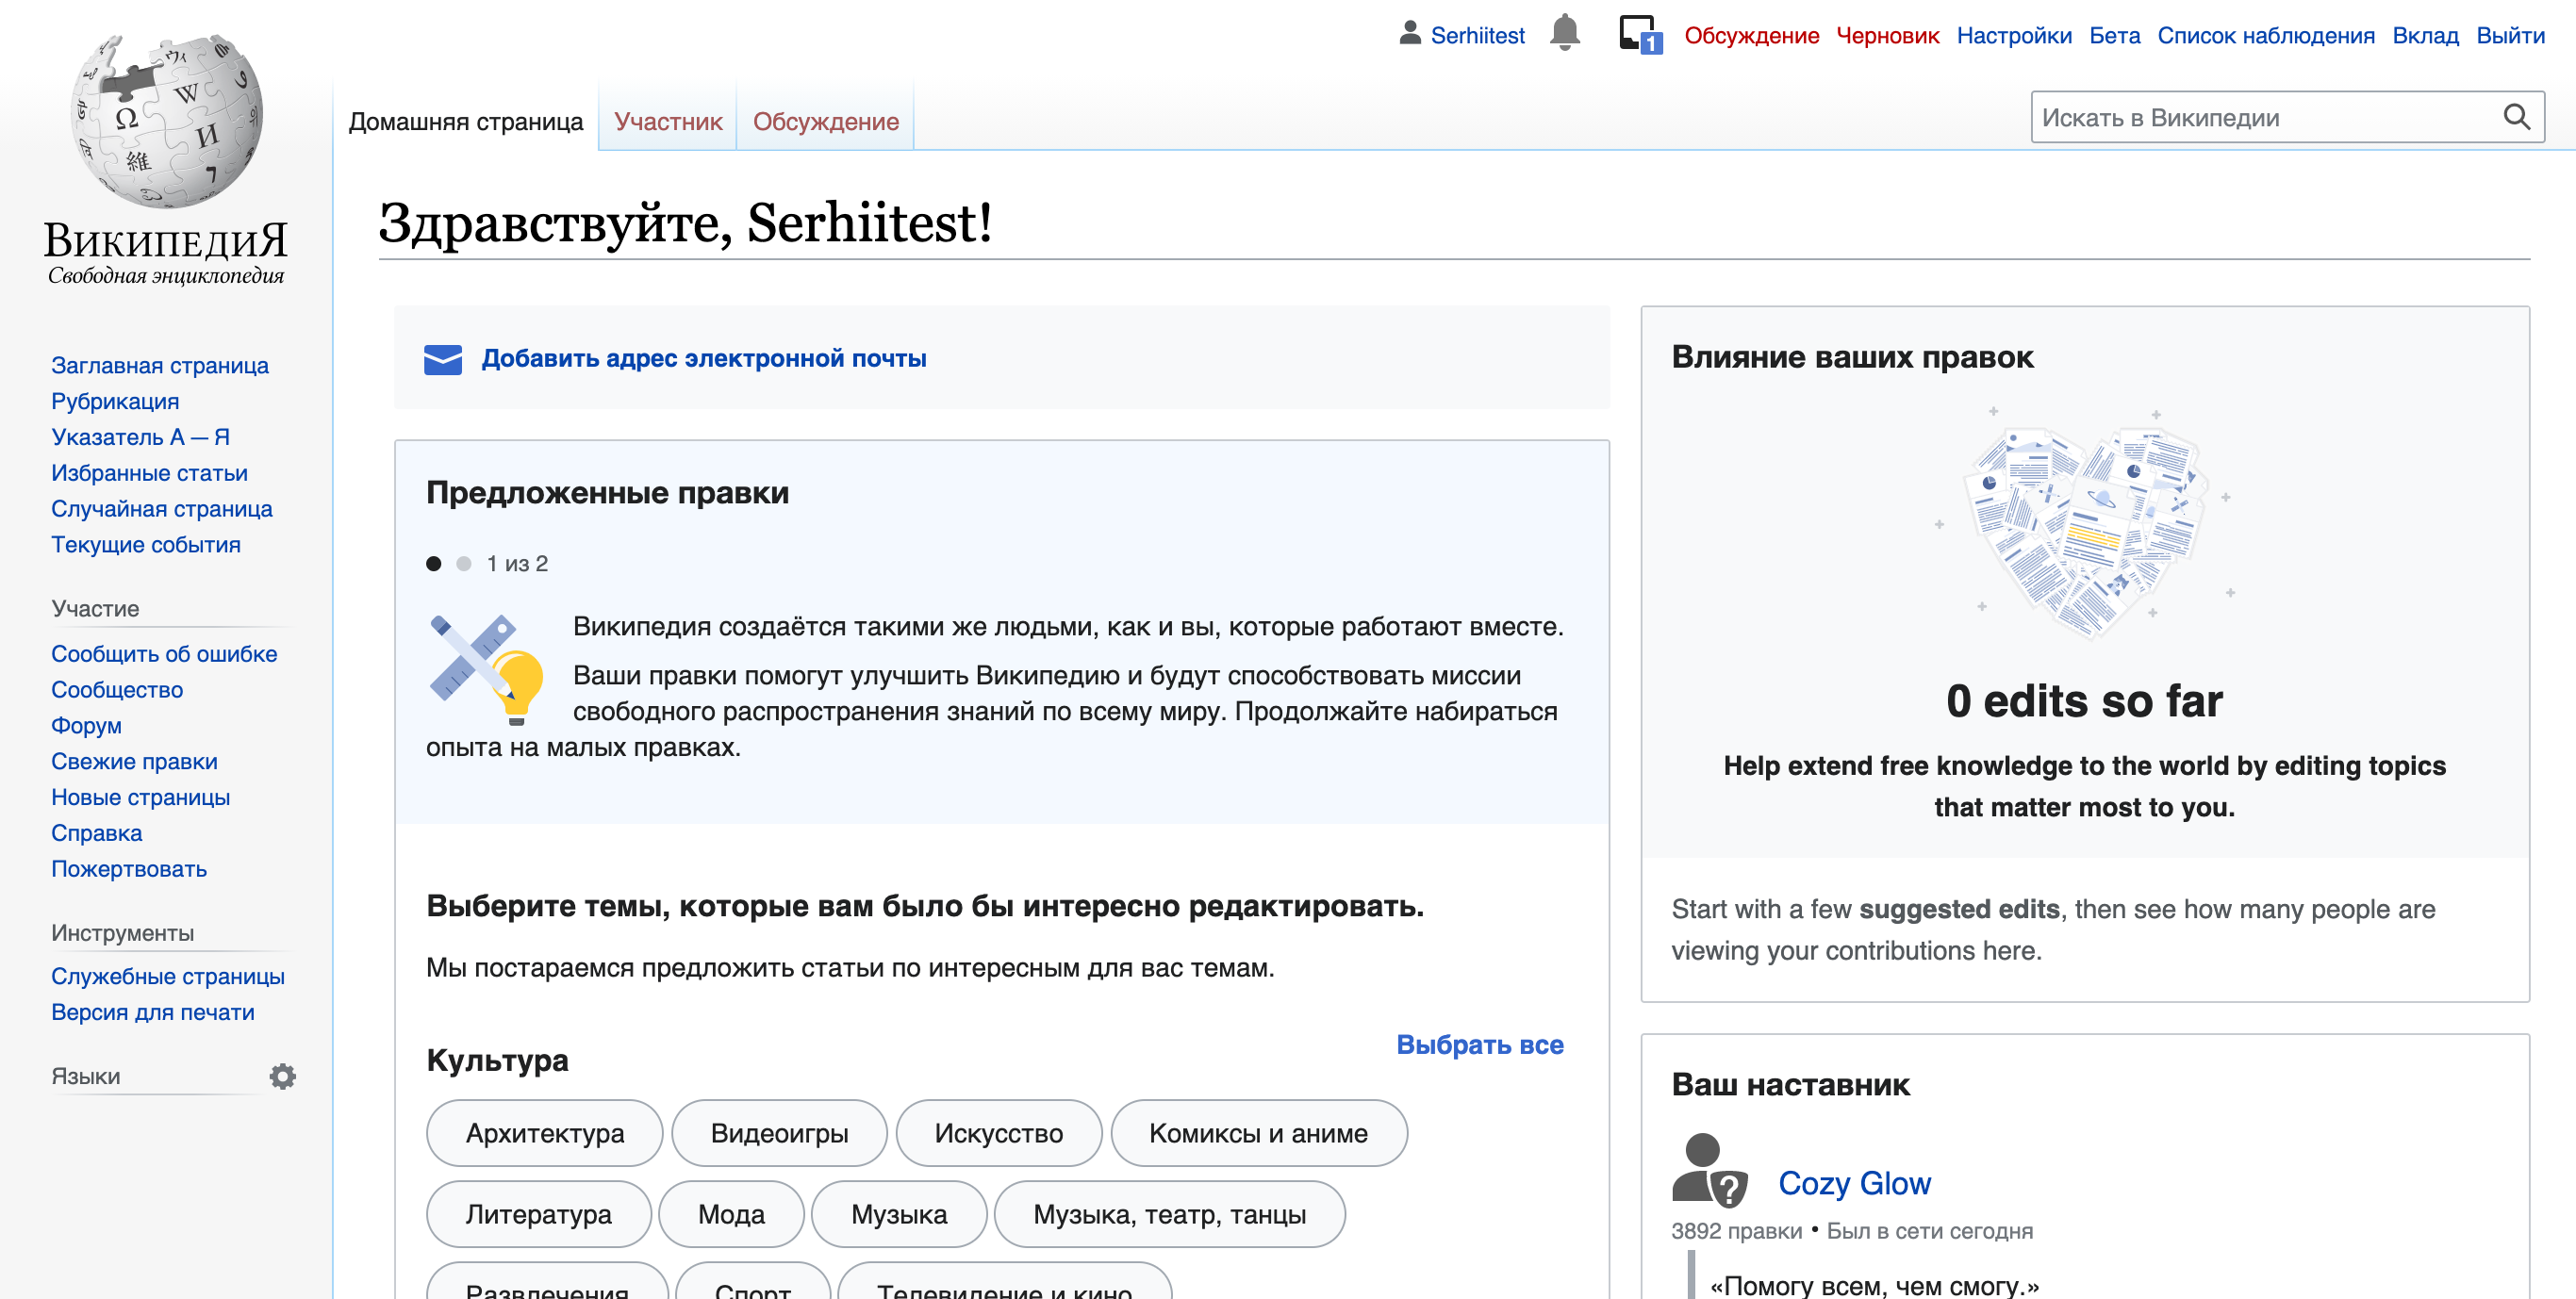 Serhiitest
1
Обсуждение
Черновик
Настройки
Бета
Список наблюдения
Вклад
Выйти
Домашняя страница
Участник
Обсуждение
Искать в Википедии
Ω
W
И
維
ВикипедиЯ
Свободная энциклопедия
Заглавная страница
Рубрикация
Указатель А — Я
Избранные статьи
Случайная страница
Текущие события
Участие
Сообщить об ошибке
Сообщество
Форум
Свежие правки
Новые страницы
Справка
Пожертвовать
Инструменты
Служебные страницы
Версия для печати
Языки
Здравствуйте, Serhiitest!
Добавить адрес электронной почты
Предложенные правки
1 из 2
Википедия создаётся такими же людьми, как и вы, которые работают вместе.
Ваши правки помогут улучшить Википедию и будут способствовать миссии
свободного распространения знаний по всему миру. Продолжайте набираться
опыта на малых правках.
Выберите темы, которые вам было бы интересно редактировать.
Мы постараемся предложить статьи по интересным для вас темам.
Культура
Выбрать все
Архитектура
Видеоигры
Искусство
Комиксы и аниме
Литература
Мода
Музыка
Музыка, театр, танцы
Развлечения
Спорт
Телевидение и кино
Влияние ваших правок
0 edits so far
Help extend free knowledge to the world by editing topics
that matter most to you.
Start with a few suggested edits, then see how many people are
viewing your contributions here.
Ваш наставник
?
Cozy Glow
3892 правки • Был в сети сегодня
«Помогу всем, чем смогу.»